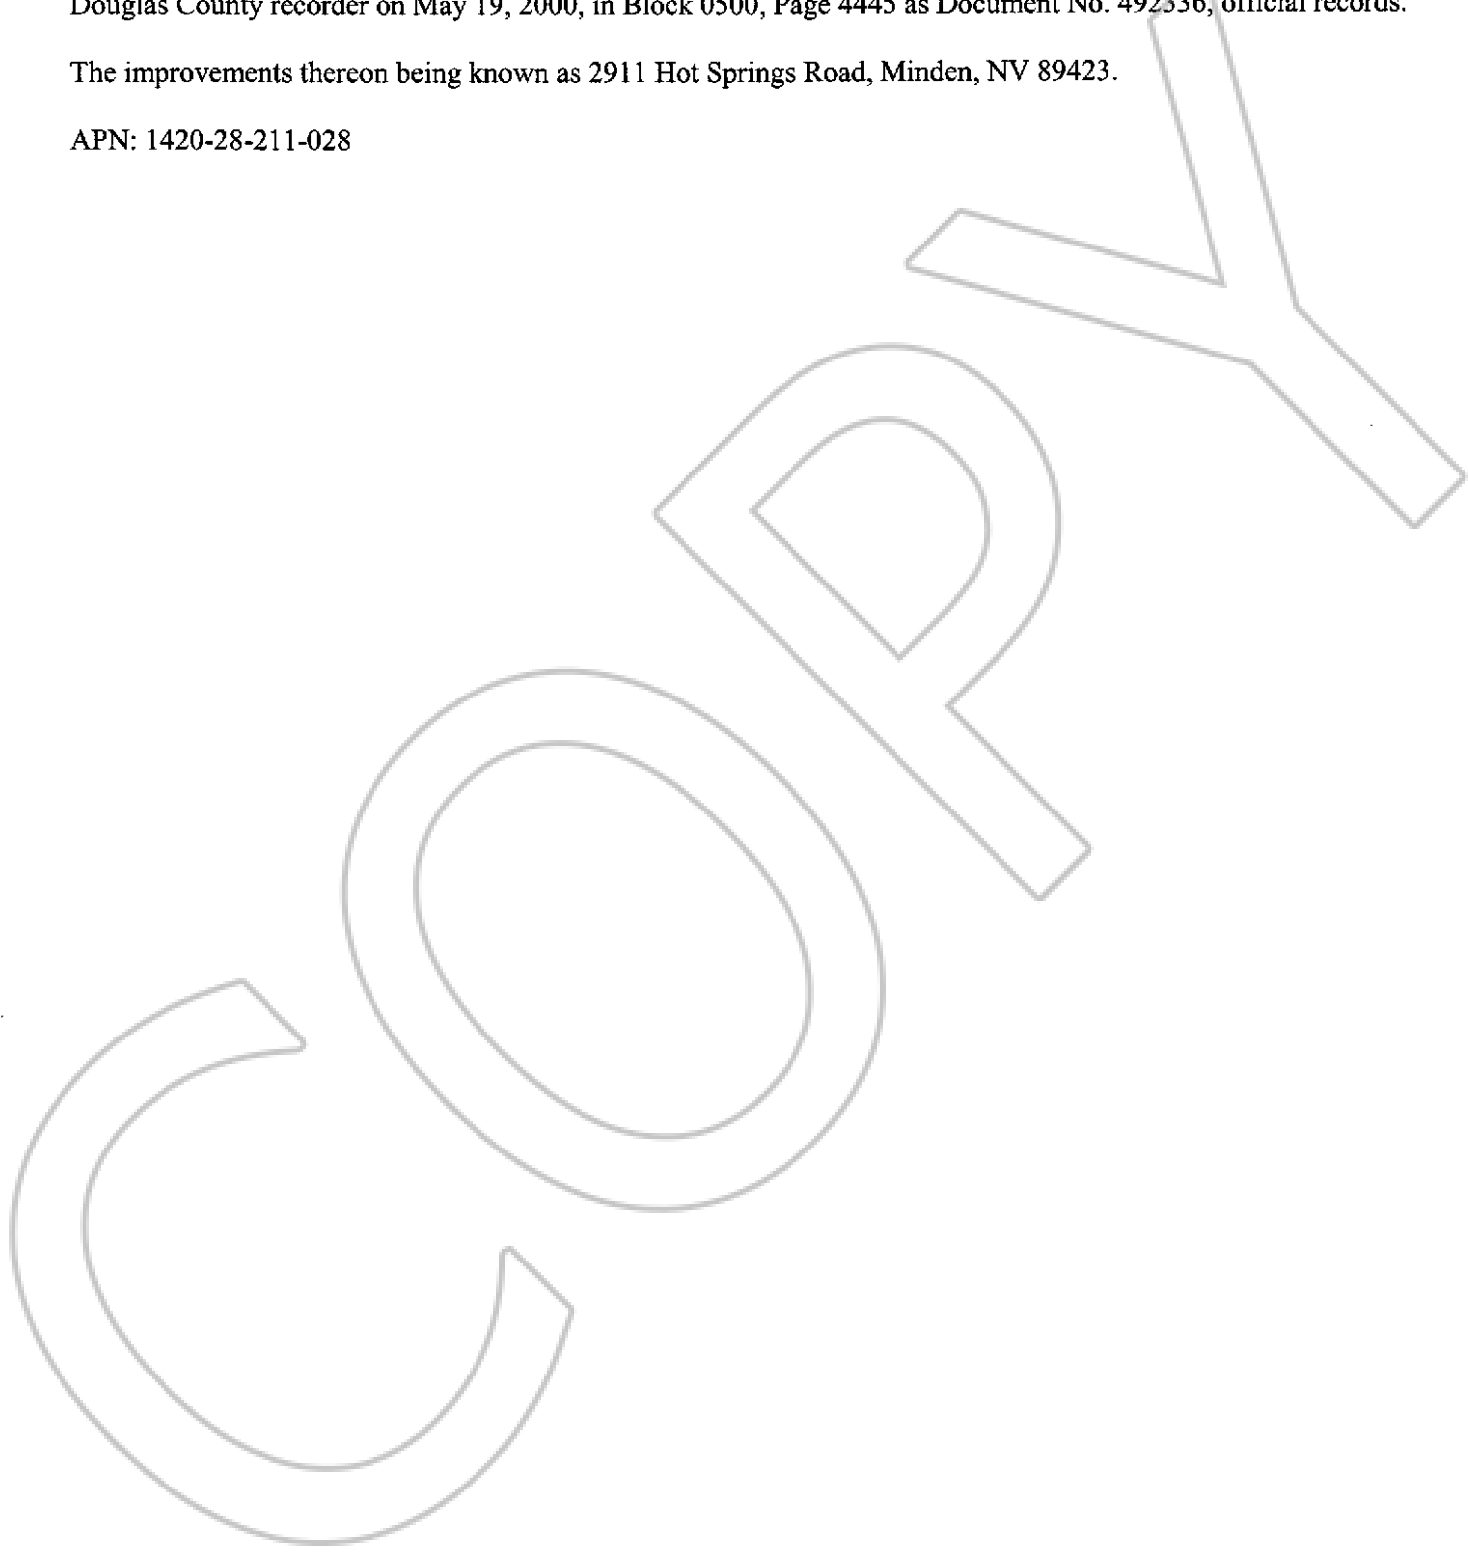 Douglas County recorder on May 19, 2000, in Block 0500, Page 4445 as Document No. 492336, official records.
The improvements thereon being known as 2911 Hot Springs Road, Minden, NV 89423.
APN: 1420-28-211-028
COPY